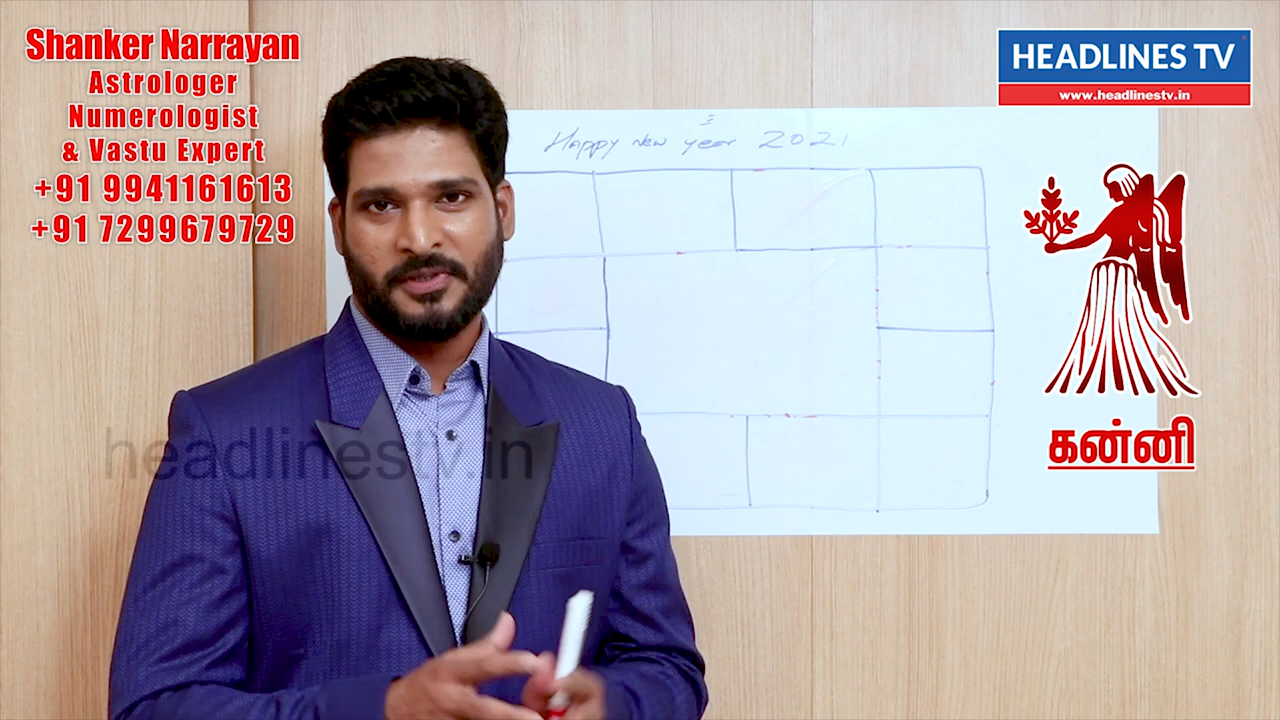 Shanker Narrayan
Astrologer
Numerologist
& Vastu Expert
+91 9941161613
+91 7299679729
HEADLINES TV
www.headlinestv.in
Happy New year 2021
கன்னி
headlinestv.in